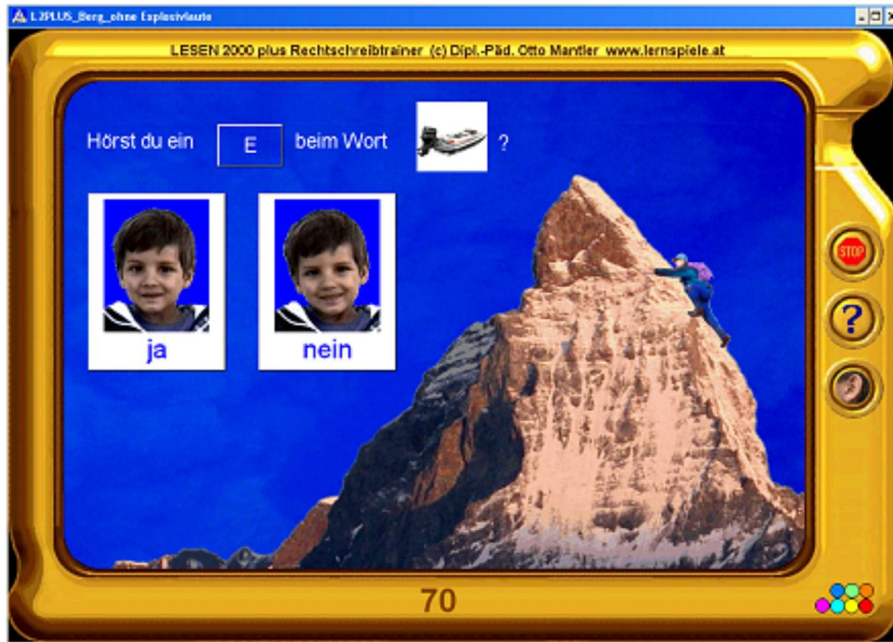 L2PLUS_Berg_ohne Explosivlaute
LESEN 2000 plus Rechtschreibtrainer (c) Dipl.-Päd. Otto Mantler www.lernspiele.at
Hörst du ein E beim Wort ?
ja nein
STOP
?
70